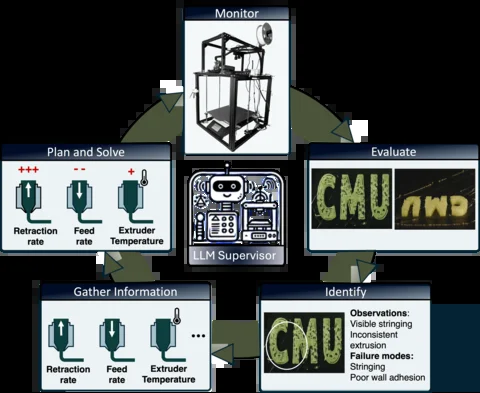 Monitor
Plan and Solve
+++
- -
+
Retraction
rate
Feed
rate
Extruder
Temperature
LLM Supervisor
Evaluate
CMU
CMU
Gather Information
...
Retraction
rate
Feed
rate
Extruder
Temperature
Identify
CMU
Observations:
Visible stringing
Inconsistent
extrusion
Failure modes:
Stringing
Poor wall adhesion